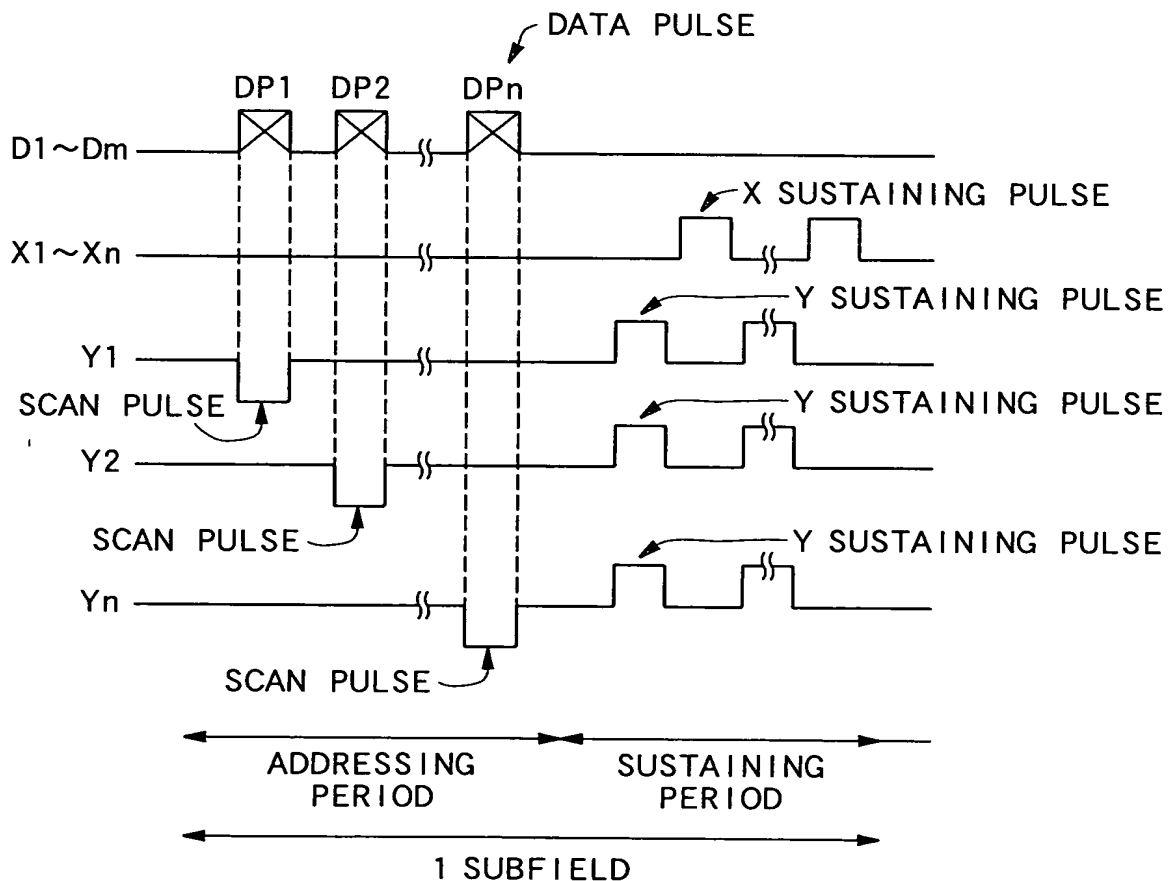 DATA PULSE
DP1 DP2 DPn
D1~Dm
X SUSTAINING PULSE
X1~Xn
Y SUSTAINING PULSE
Y1
SCAN PULSE
Y SUSTAINING PULSE
Y2
SCAN PULSE
Y SUSTAINING PULSE
Yn
SCAN PULSE
ADDRESSING PERIOD
SUSTAINING PERIOD
1 SUBFIELD